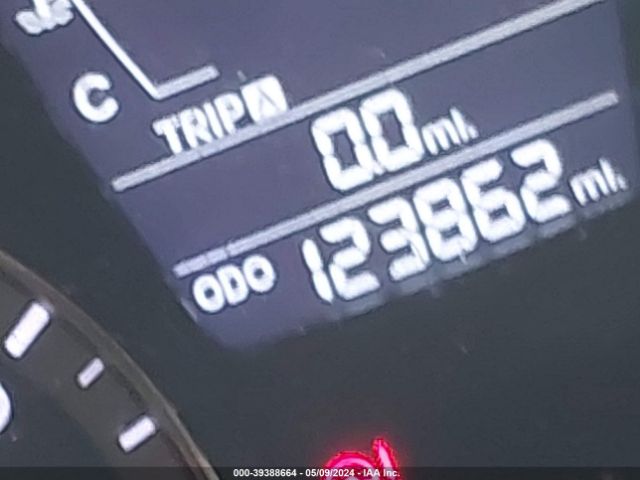 C
TRIP A
0.0 mi.
ODO 123862 mi.
000-39388664 - 05/09/2024 - IAA Inc.